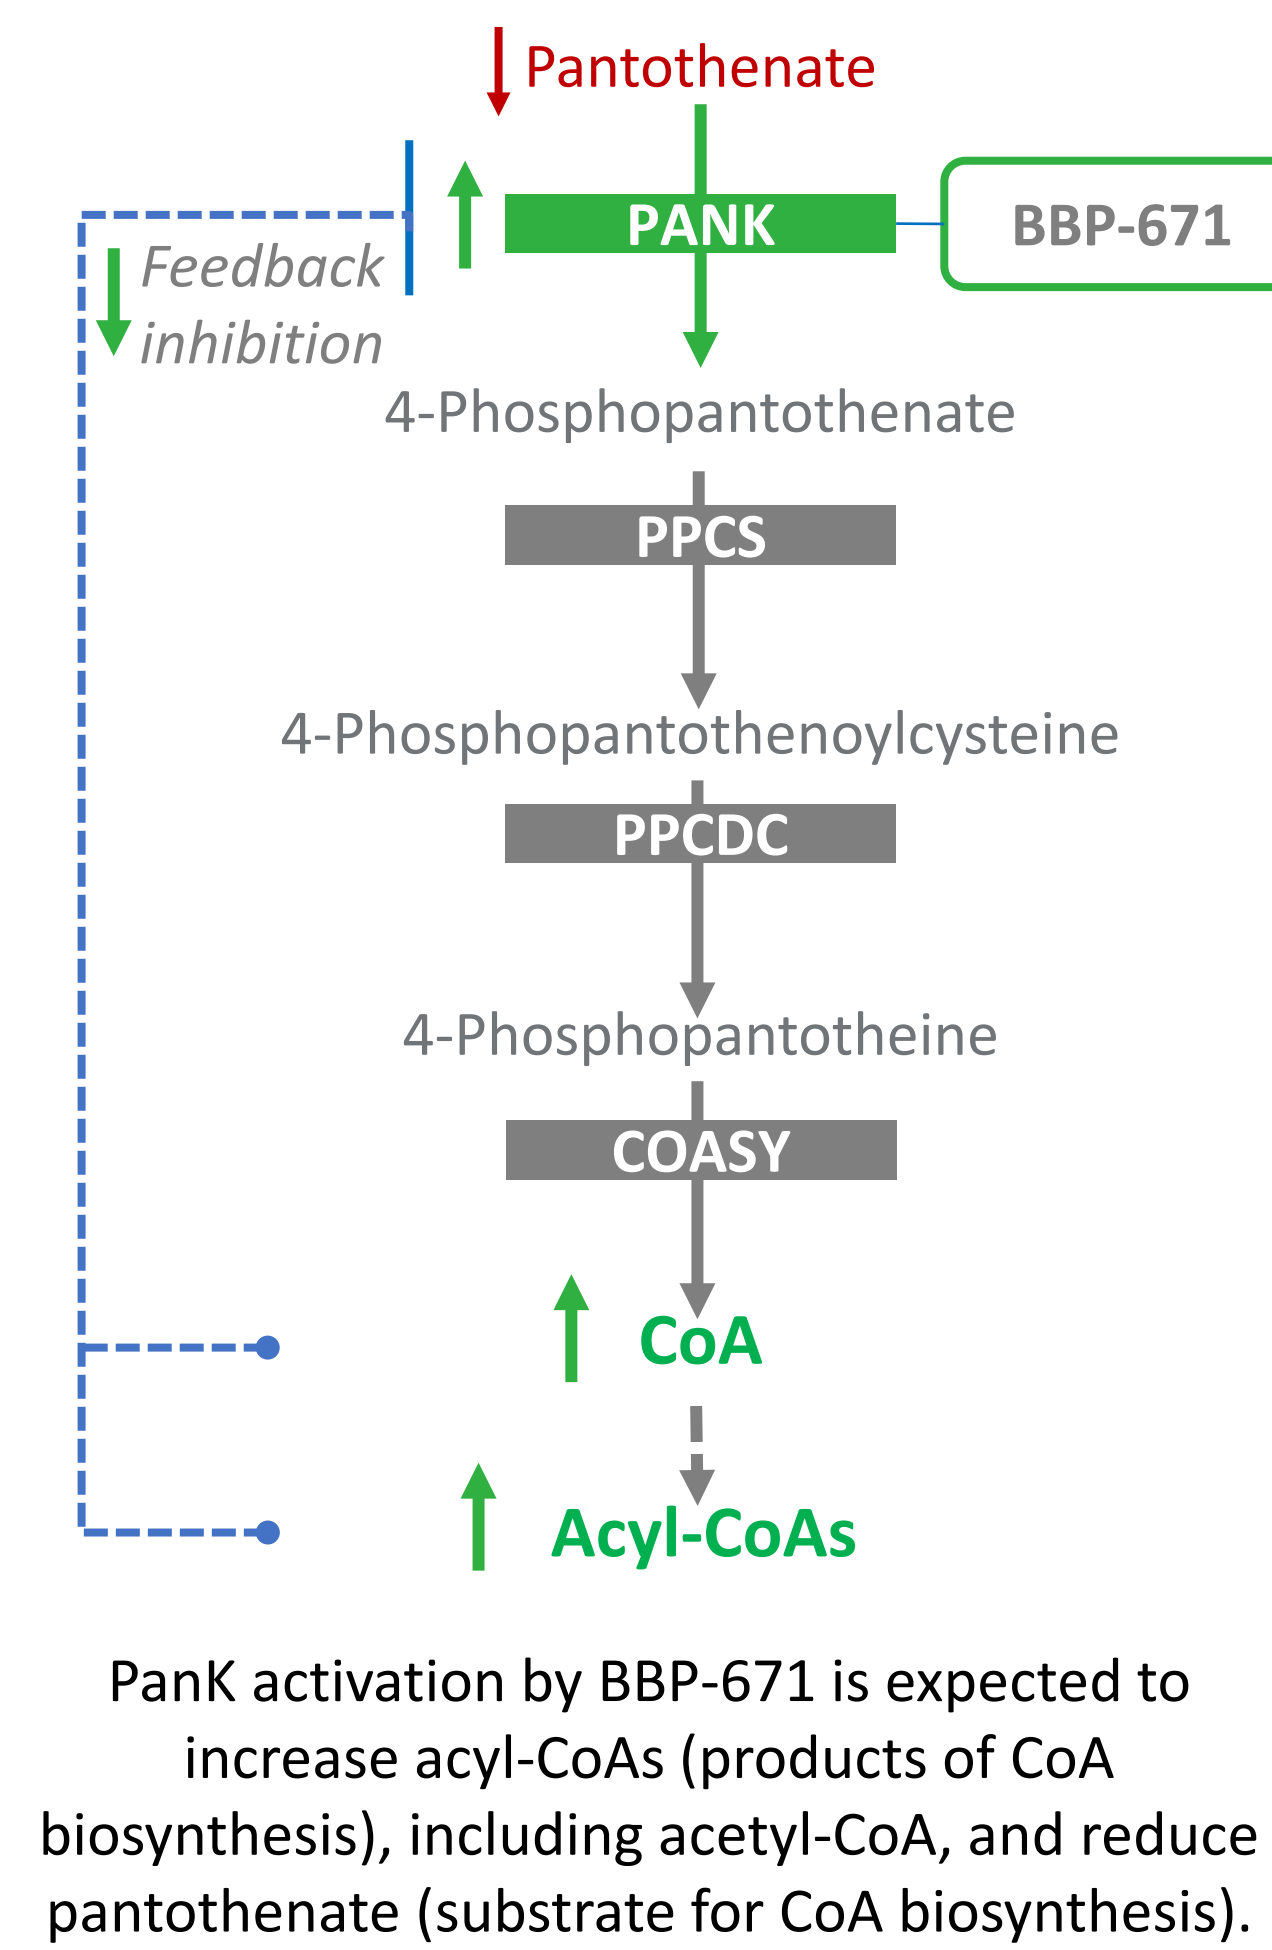 Pantothenate
PANK
BBP-671
Feedback
inhibition
4-Phosphopantothenate
PPCS
4-Phosphopantothenoylcysteine
PPCDC
4-Phosphopantotheine
COASY
CoA
Acyl-CoAs
PanK activation by BBP-671 is expected to
increase acyl-CoAs (products of CoA
biosynthesis), including acetyl-CoA, and reduce
pantothenate (substrate for CoA biosynthesis).